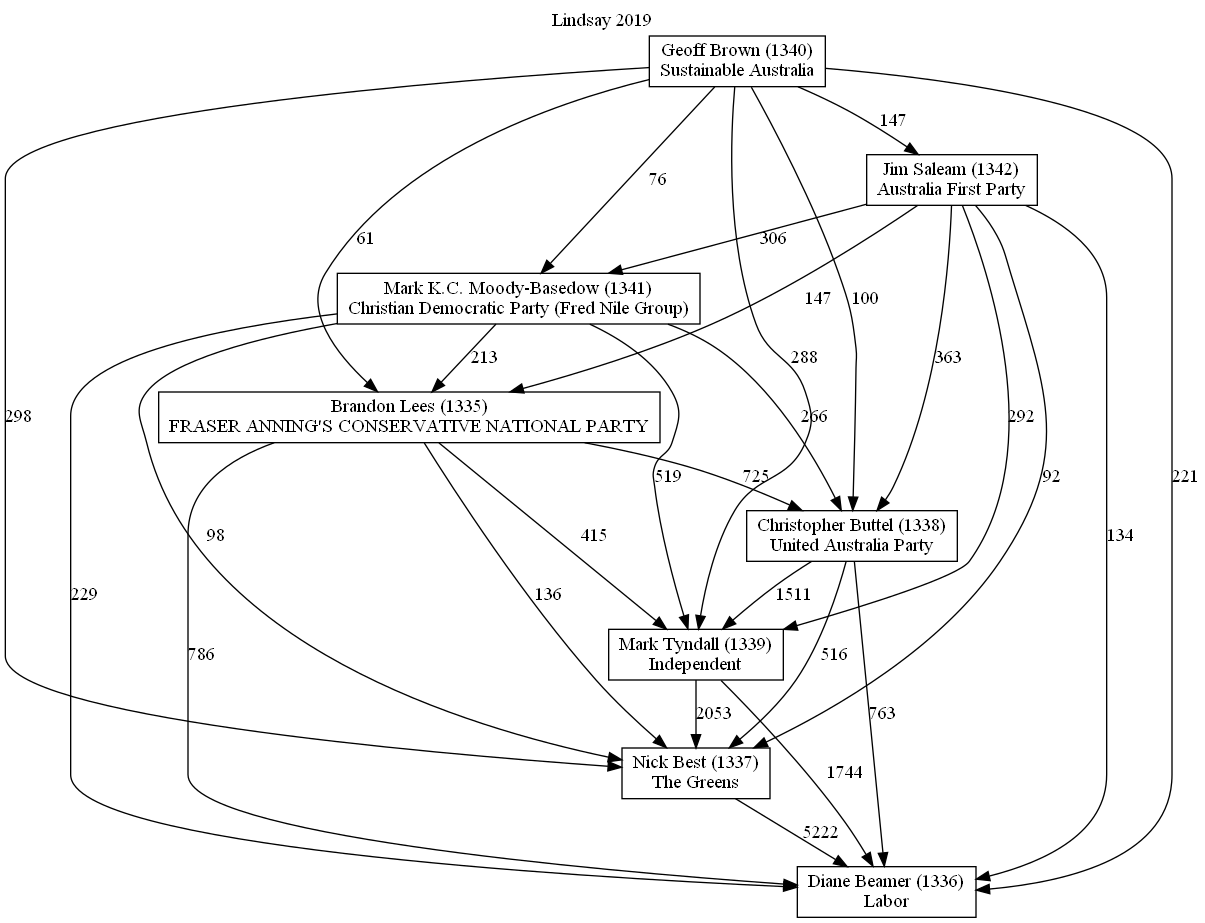 Lindsay 2019
Geoff Brown (1340)
Sustainable Australia
147
Jim Saleam (1342)
Australia First Party
76
61
306
Mark K.C. Moody-Basedow (1341)
Christian Democratic Party (Fred Nile Group)
147
100
213
288
363
Brandon Lees (1335)
FRASER ANNING'S CONSERVATIVE NATIONAL PARTY
298
266
292
519
725
92
221
Christopher Buttel (1338)
United Australia Party
98
415
134
229
136
1511
Mark Tyndall (1339)
Independent
786
516
2053
763
Nick Best (1337)
The Greens
1744
5222
Diane Beamer (1336)
Labor